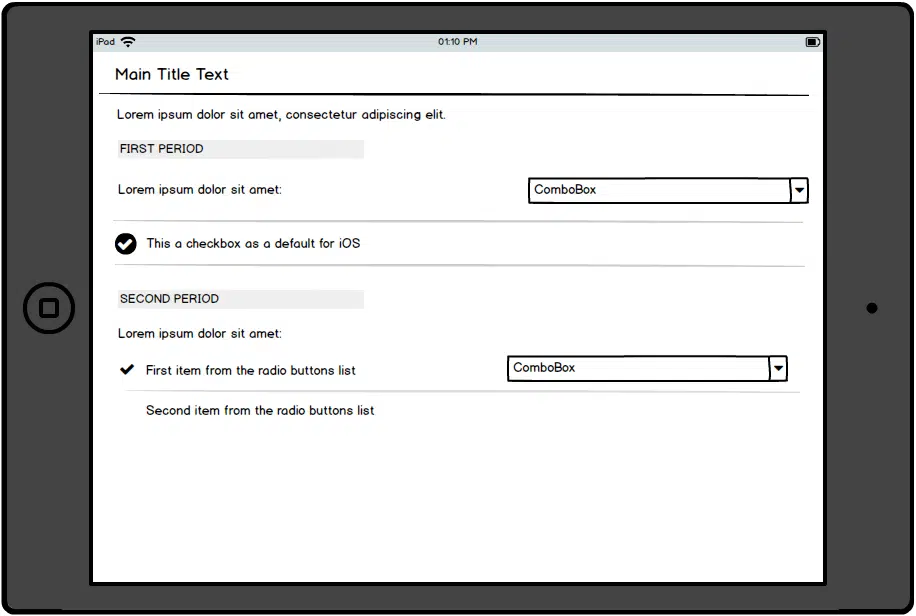 iPad 01:10 PM
Main Title Text
Lorem ipsum dolor sit amet, consectetur adipiscing elit.
FIRST PERIOD
Lorem ipsum dolor sit amet: ComboBox
This a checkbox as a default for iOS
SECOND PERIOD
Lorem ipsum dolor sit amet:
First item from the radio buttons list ComboBox
Second item from the radio buttons list